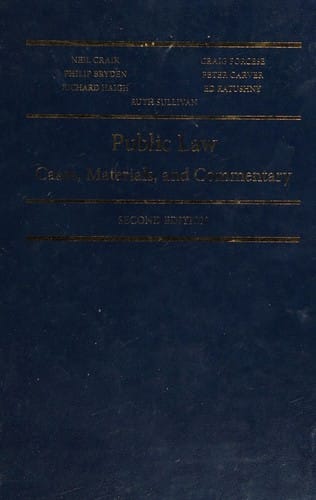 NEIL CRAIK CRAIG FORCESE
PHILIP BRYDEN PETER CARVER
RICHARD HAIGH ED RATUSHNY
RUTH SULLIVAN
Public Law
Cases, Materials, and Commentary
SECOND EDITION